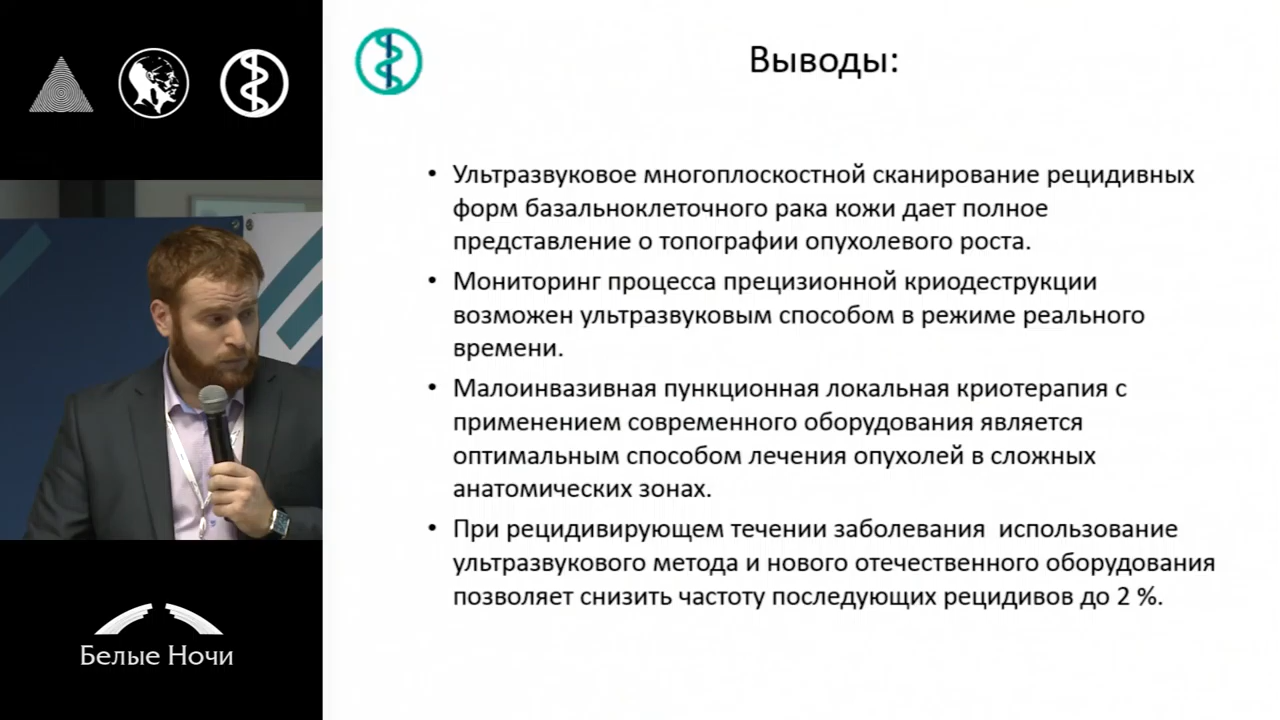 Выводы:
• Ультразвуковое многоплоскостной сканирование рецидивных
форм базальноклеточного рака кожи дает полное
представление о топографии опухолевого роста.
• Мониторинг процесса прецизионной криодеструкции
возможен ультразвуковым способом в режиме реального
времени.
• Малоинвазивная пункционная локальная криотерапия с
применением современного оборудования является
оптимальным способом лечения опухолей в сложных
анатомических зонах.
• При рецидивирующем течении заболевания  использование
ультразвукового метода и нового отечественного оборудования
позволяет снизить частоту последующих рецидивов до 2 %.
Белые Ночи